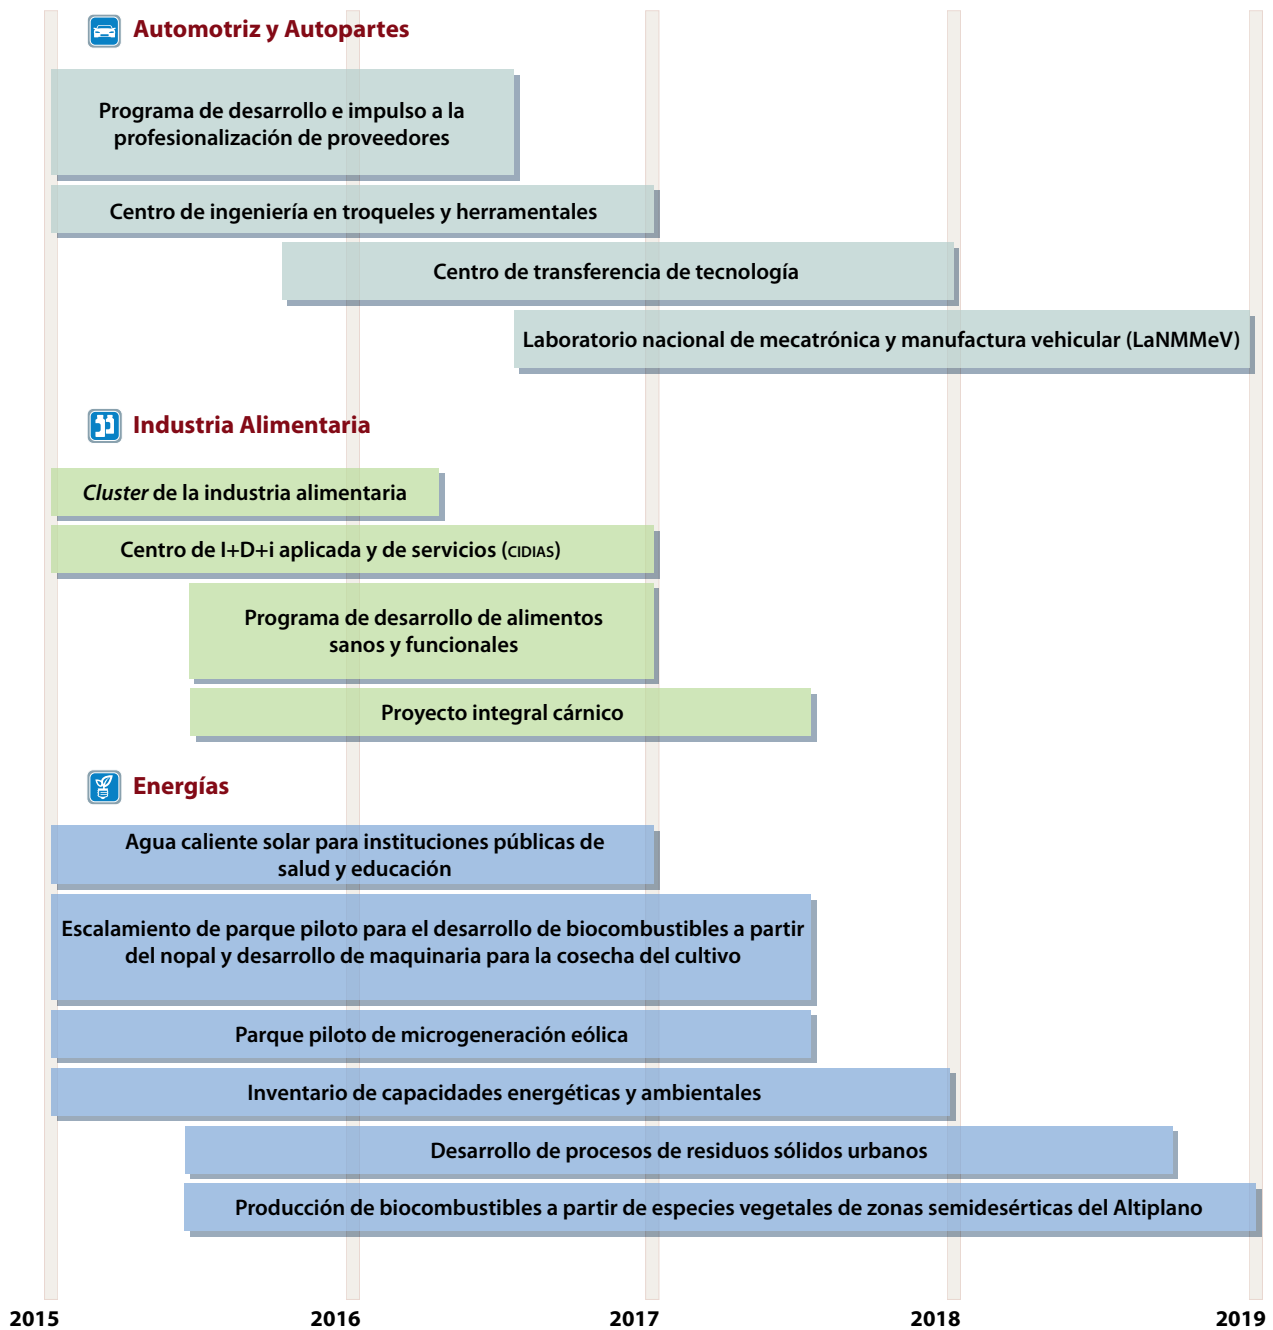 Automotriz y Autopartes
Programa de desarrollo e impulso a la
profesionalización de proveedores
Centro de ingeniería en troqueles y herramentales
Centro de transferencia de tecnología
Laboratorio nacional de mecatrónica y manufactura vehicular (LaNMMeV)
Industria Alimentaria
Cluster de la industria alimentaria
Centro de I+D+i aplicada y de servicios (CIDIAS)
Programa de desarrollo de alimentos
sanos y funcionales
Proyecto integral cárnico
Energías
Agua caliente solar para instituciones públicas de
salud y educación
Escalamiento de parque piloto para el desarrollo de biocombustibles a partir
del nopal y desarrollo de maquinaria para la cosecha del cultivo
Parque piloto de microgeneración eólica
Inventario de capacidades energéticas y ambientales
Desarrollo de procesos de residuos sólidos urbanos
Producción de biocombustibles a partir de especies vegetales de zonas semidesérticas del Altiplano
2015 2016 2017 2018 2019